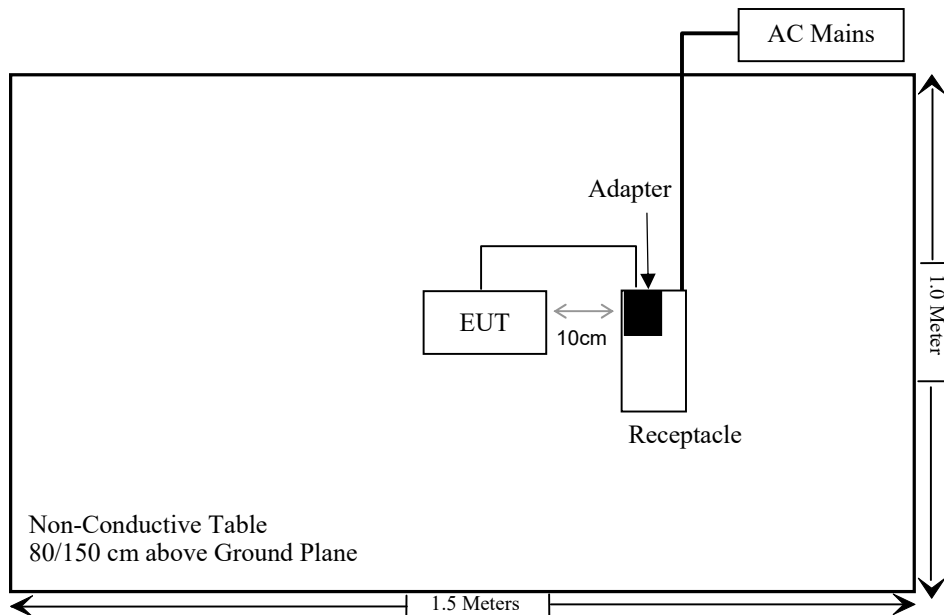 AC Mains
Adapter
EUT
10cm
1.0 Meter
Receptacle
Non-Conductive Table
80/150 cm above Ground Plane
1.5 Meters